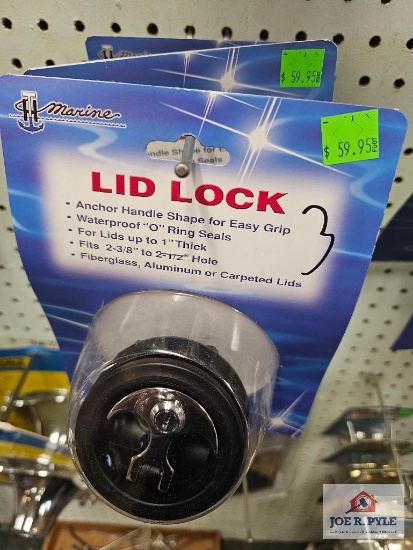 $ 59.95
TH Marine
$ 59.95
LID LOCK
• Anchor Handle Shape for Easy Grip
• Waterproof "O" Ring Seals
• For Lids up to 1" Thick
• Fits 2-3/8" to 2-1/2" Hole
• Fiberglass, Aluminum or Carpeted Lids
3
JOE R. PYLE